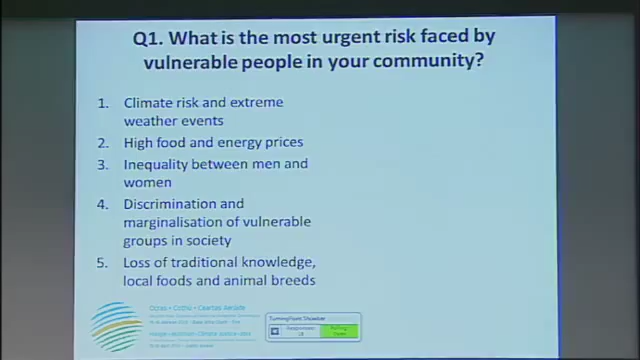 Q1. What is the most urgent risk faced by
vulnerable people in your community?
1. Climate risk and extreme
weather events
2. High food and energy prices
3. Inequality between men and
women
4. Discrimination and
marginalisation of vulnerable
groups in society
5. Loss of traditional knowledge,
local foods and animal breeds